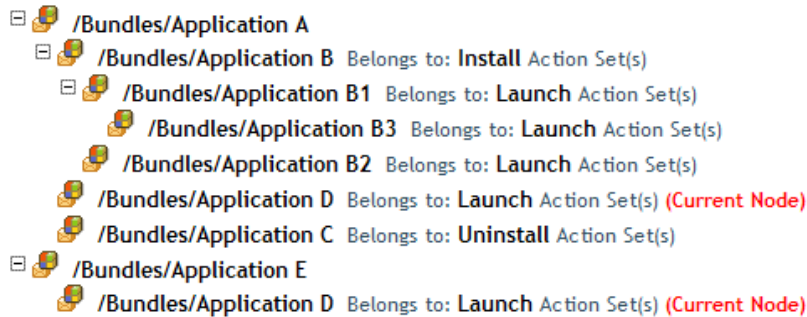 /Bundles/Application A
/Bundles/Application B Belongs to: Install Action Set(s)
/Bundles/Application B1 Belongs to: Launch Action Set(s)
/Bundles/Application B3 Belongs to: Launch Action Set(s)
/Bundles/Application B2 Belongs to: Launch Action Set(s)
/Bundles/Application D Belongs to: Launch Action Set(s) (Current Node)
/Bundles/Application C Belongs to: Uninstall Action Set(s)
/Bundles/Application E
/Bundles/Application D Belongs to: Launch Action Set(s) (Current Node)